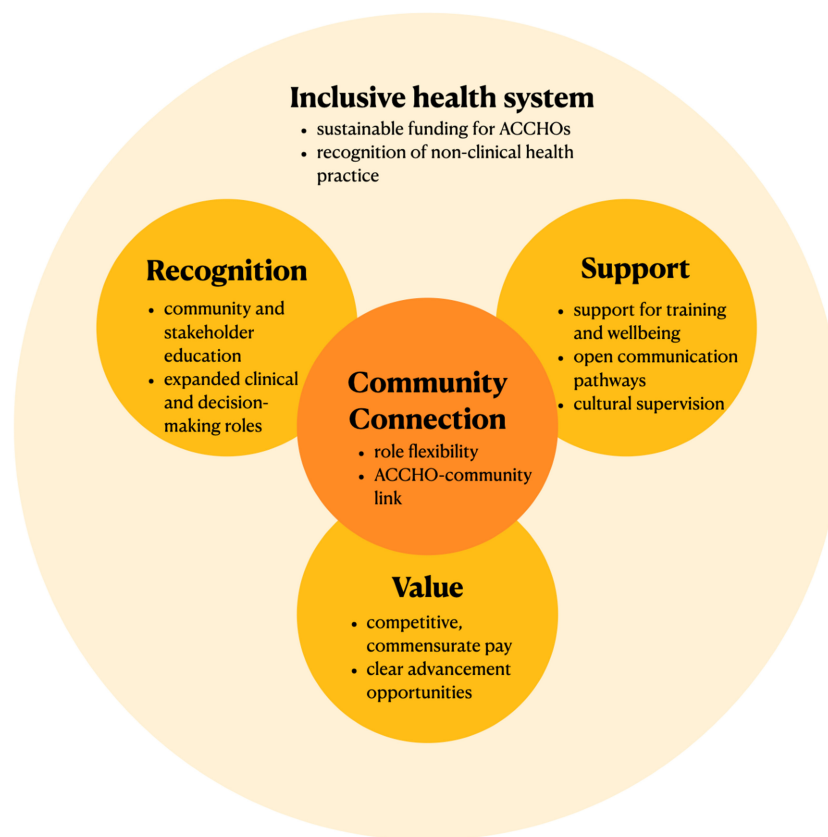 Inclusive health system
• sustainable funding for ACCHOs
• recognition of non-clinical health
practice
Recognition
• community and
stakeholder
education
• expanded clinical
and decision-
making roles
Support
• support for training
and wellbeing
• open communication
pathways
• cultural supervision
Community
Connection
• role flexibility
• ACCHO-community
link
Value
• competitive,
commensurate pay
• clear advancement
opportunities